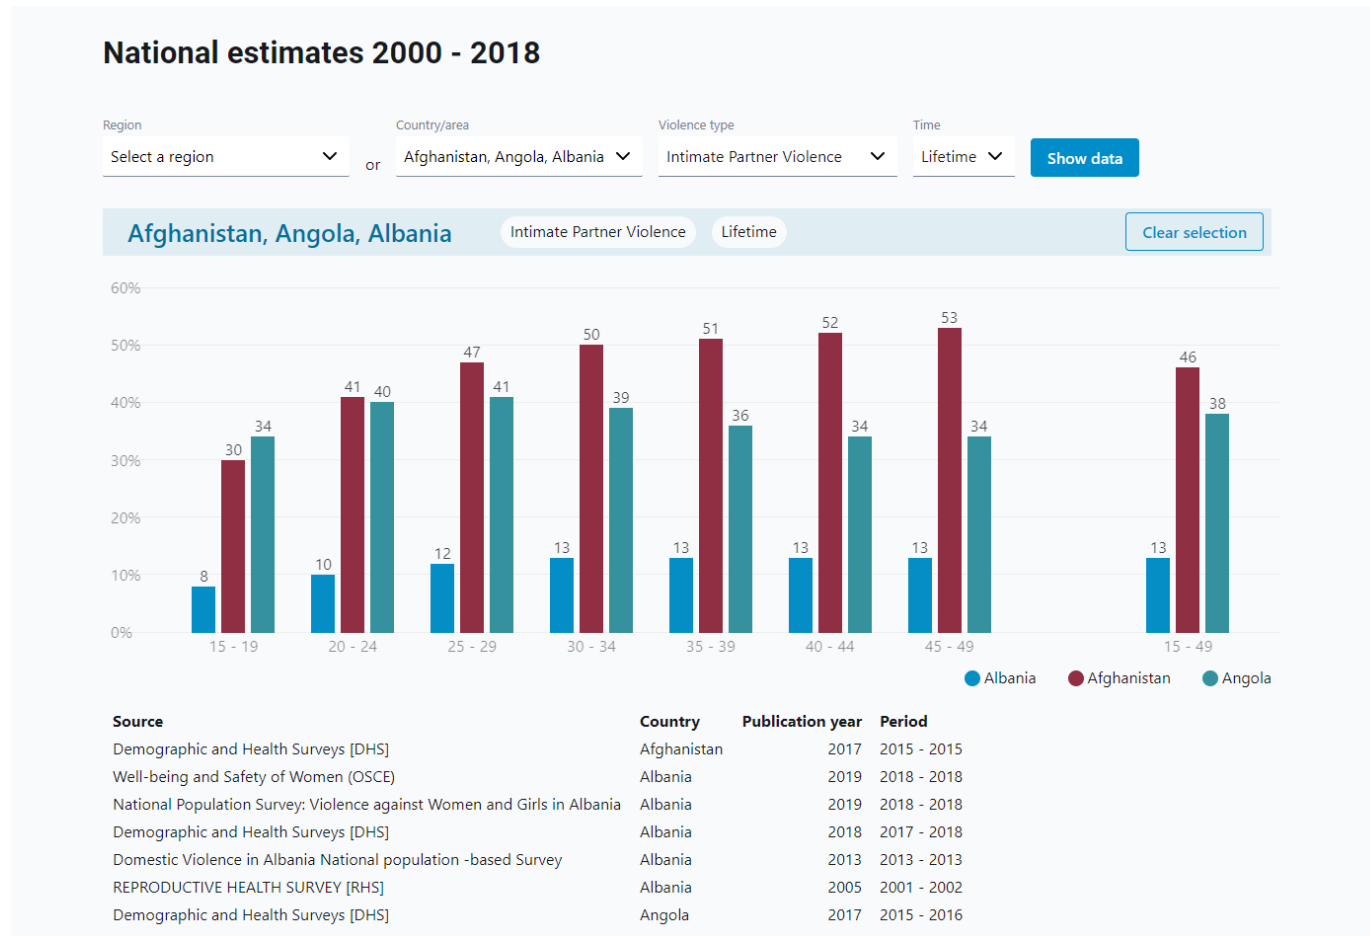 National estimates 2000 - 2018
Region
Country/area
Violence type
Time
Select a region
or
Afghanistan, Angola, Albania
Intimate Partner Violence
Lifetime
Show data
Afghanistan, Angola, Albania
Intimate Partner Violence
Lifetime
Clear selection
60%
50%
40%
30%
20%
10%
0%
8 30 34
10 41 40
12 47 41
13 50 39
13 51 36
13 52 34
13 53 34
13 46 38
15 - 19 20 - 24 25 - 29 30 - 34 35 - 39 40 - 44 45 - 49 15 - 49
Albania Afghanistan Angola
Source Country Publication year Period
Demographic and Health Surveys [DHS] Afghanistan 2017 2015 - 2015
Well-being and Safety of Women (OSCE) Albania 2019 2018 - 2018
National Population Survey: Violence against Women and Girls in Albania Albania 2019 2018 - 2018
Demographic and Health Surveys [DHS] Albania 2018 2017 - 2018
Domestic Violence in Albania National population -based Survey Albania 2013 2013 - 2013
REPRODUCTIVE HEALTH SURVEY [RHS] Albania 2005 2001 - 2002
Demographic and Health Surveys [DHS] Angola 2017 2015 - 2016